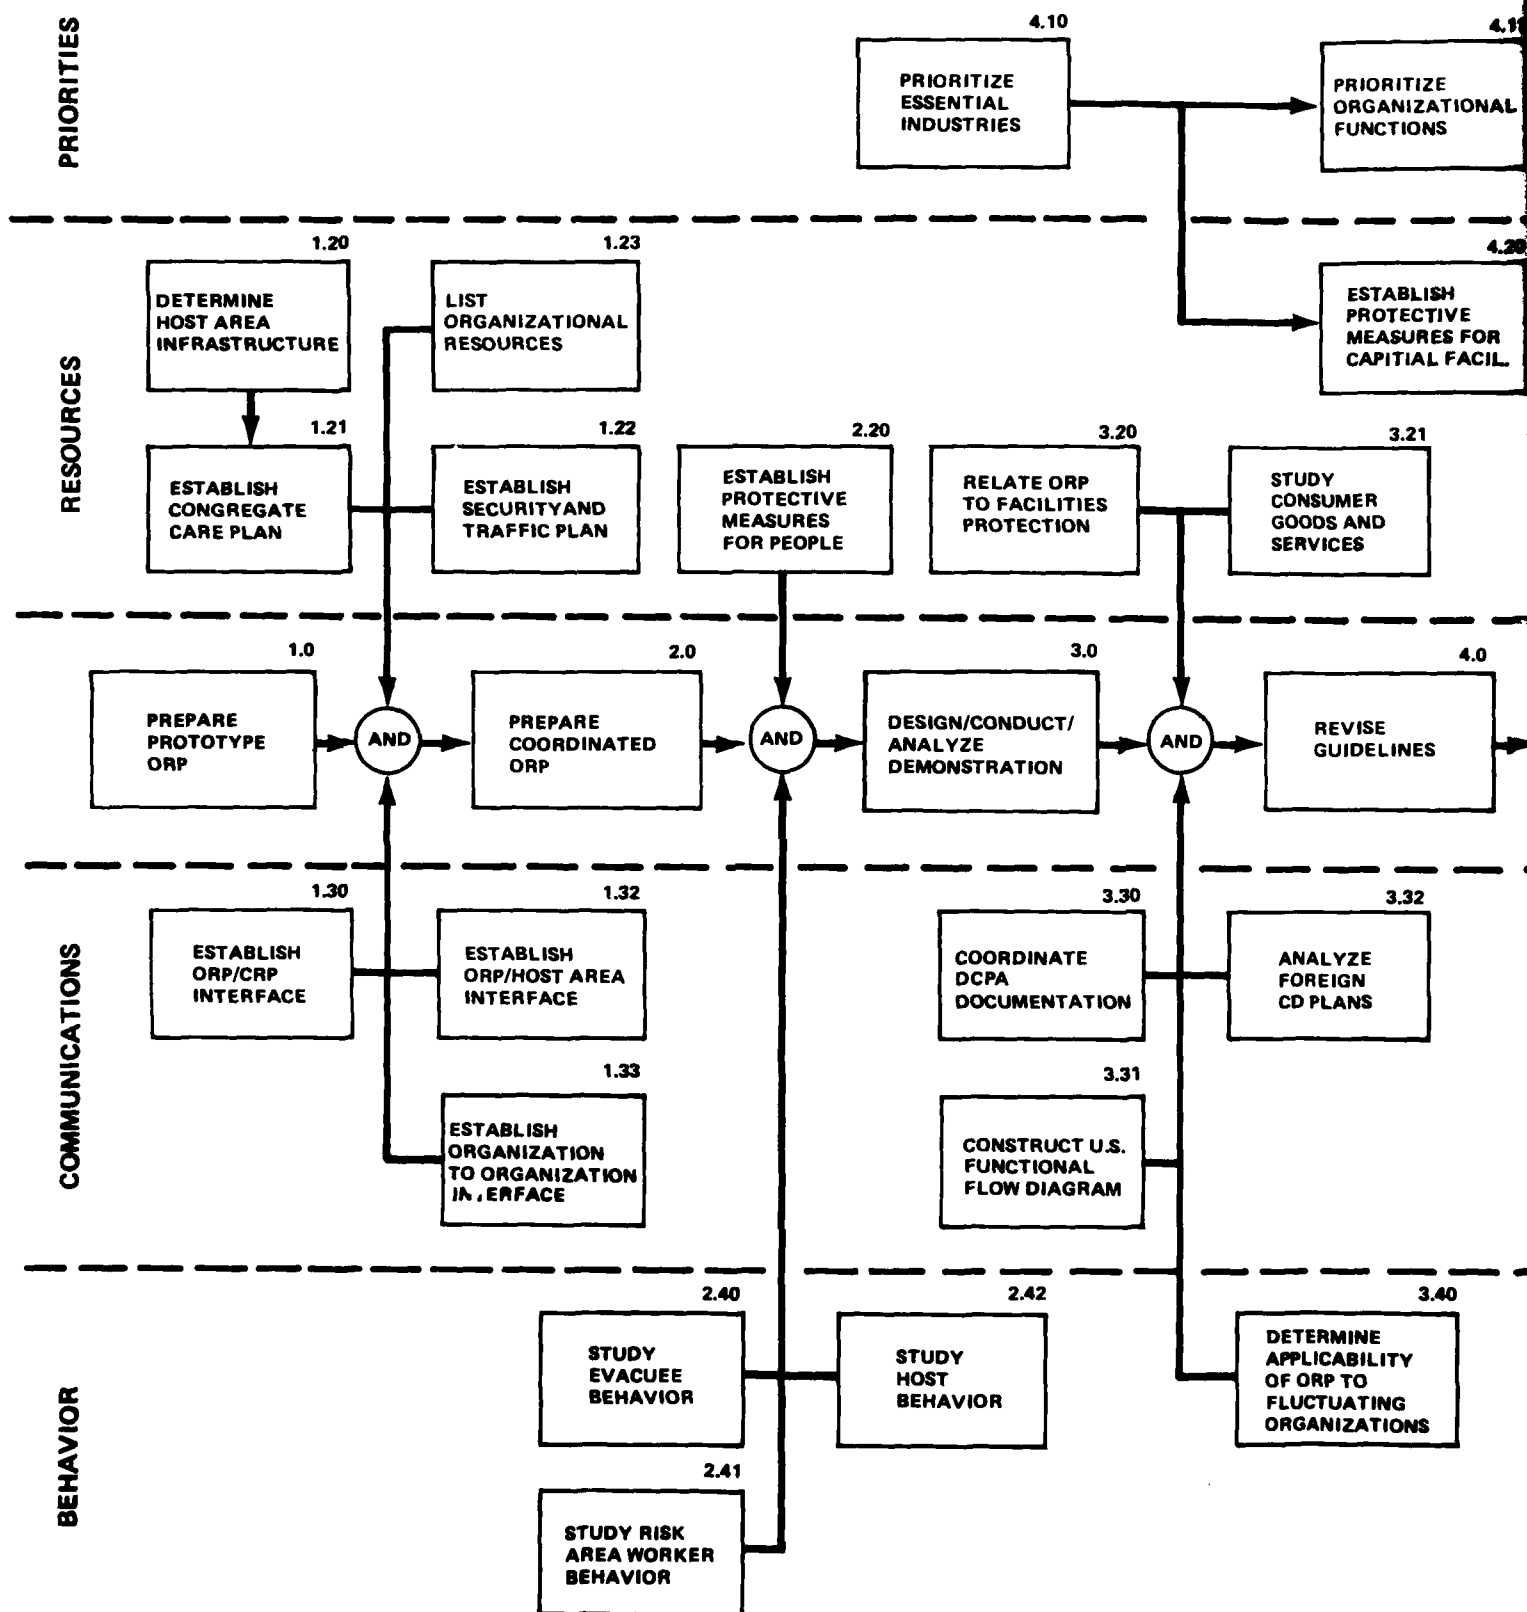 PRIORITIES
4.10
PRIORITIZE
ESSENTIAL
INDUSTRIES
4.11
PRIORITIZE
ORGANIZATIONAL
FUNCTIONS
RESOURCES
1.20
DETERMINE
HOST AREA
INFRASTRUCTURE
1.23
LIST
ORGANIZATIONAL
RESOURCES
4.20
ESTABLISH
PROTECTIVE
MEASURES FOR
CAPITIAL FACIL.
1.21
ESTABLISH
CONGREGATE
CARE PLAN
1.22
ESTABLISH
SECURITY AND
TRAFFIC PLAN
2.20
ESTABLISH
PROTECTIVE
MEASURES
FOR PEOPLE
3.20
RELATE ORP
TO FACILITIES
PROTECTION
3.21
STUDY
CONSUMER
GOODS AND
SERVICES
1.0
PREPARE
PROTOTYPE
ORP
AND
2.0
PREPARE
COORDINATED
ORP
AND
3.0
DESIGN/CONDUCT/
ANALYZE
DEMONSTRATION
AND
4.0
REVISE
GUIDELINES
COMMUNICATIONS
1.30
ESTABLISH
ORP/CRP
INTERFACE
1.32
ESTABLISH
ORP/HOST AREA
INTERFACE
3.30
COORDINATE
DCPA
DOCUMENTATION
3.32
ANALYZE
FOREIGN
CD PLANS
1.33
ESTABLISH
ORGANIZATION
TO ORGANIZATION
INTERFACE
3.31
CONSTRUCT U.S.
FUNCTIONAL
FLOW DIAGRAM
BEHAVIOR
2.40
STUDY
EVACUEE
BEHAVIOR
2.42
STUDY
HOST
BEHAVIOR
3.40
DETERMINE
APPLICABILITY
OF ORP TO
FLUCTUATING
ORGANIZATIONS
2.41
STUDY RISK
AREA WORKER
BEHAVIOR